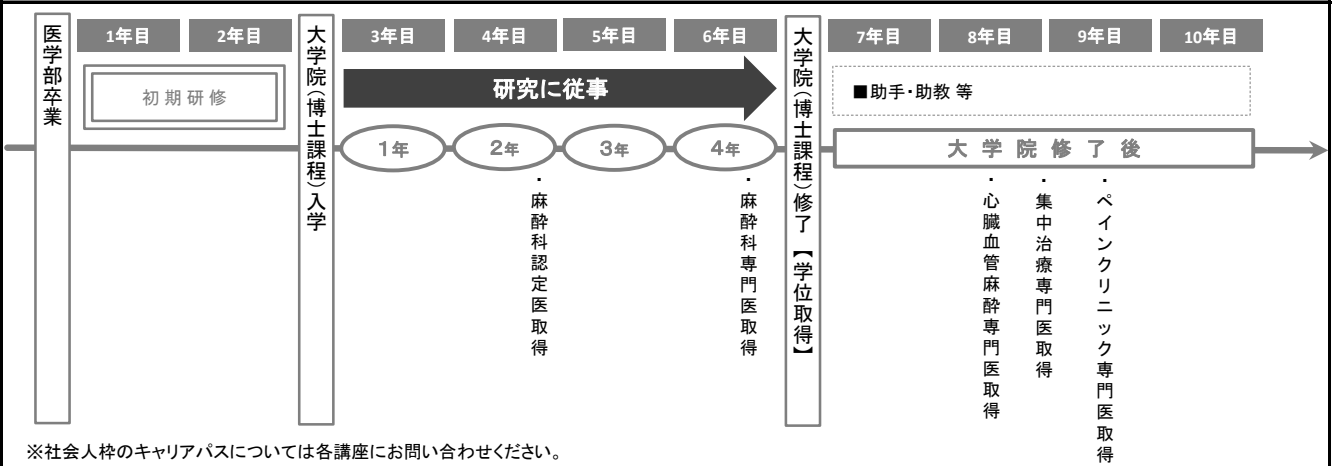 医学部卒業
1年目
2年目
初期研修
大学院（博士課程）入学
3年目
4年目
5年目
6年目
研究に従事
1年
2年
3年
4年
・麻酔科認定医取得
・麻酔科専門医取得
大学院（博士課程）修了【学位取得】
7年目
8年目
9年目
10年目
■助手・助教 等
大学院修了後
・心臓血管麻酔専門医取得
・集中治療専門医取得
・ペインクリニック専門医取得
※社会人枠のキャリアパスについては各講座にお問い合わせください。